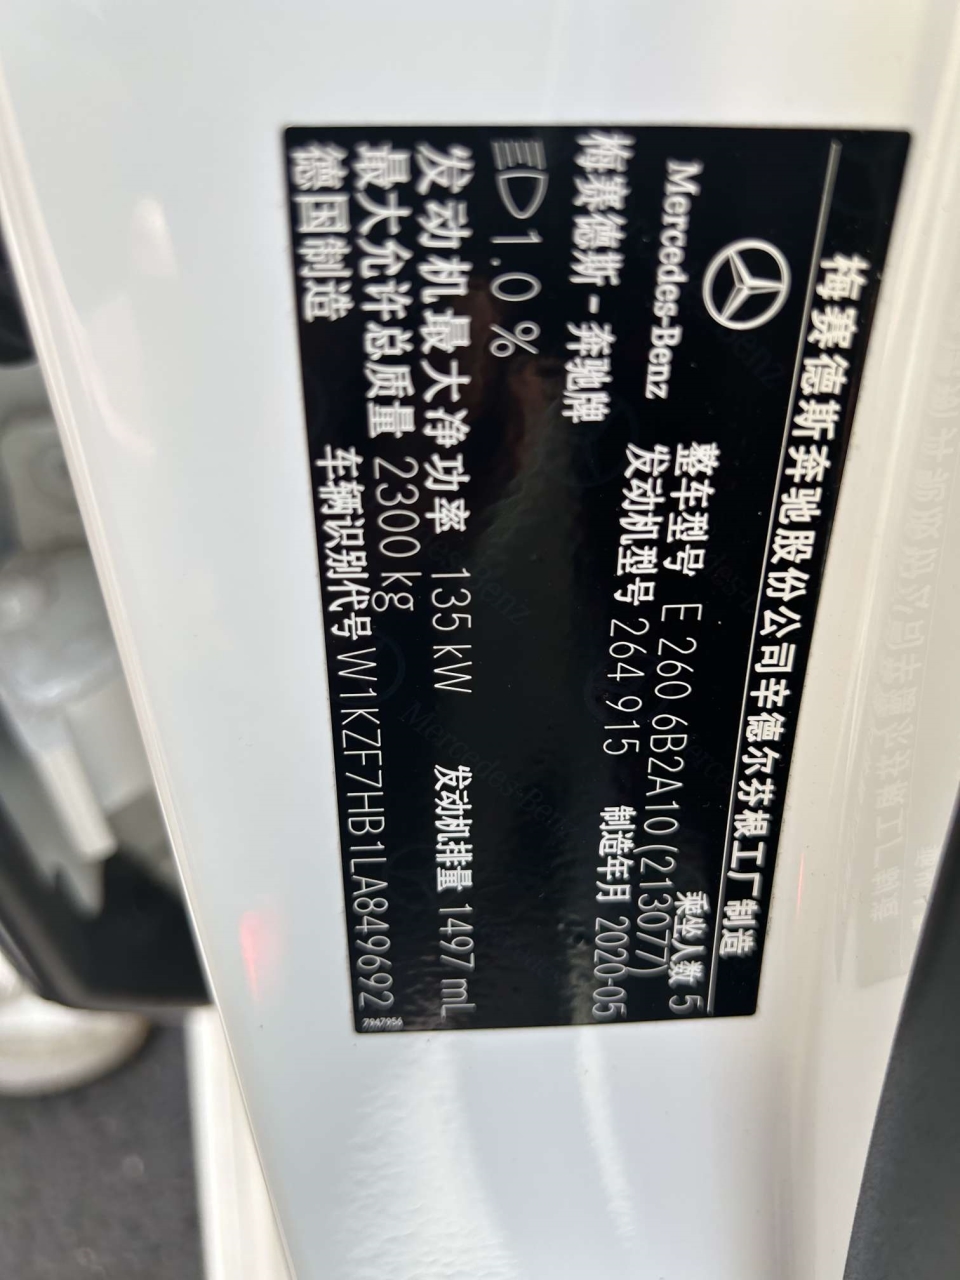 梅赛德斯奔驰股份公司辛德尔芬根工厂制造
Mercedes-Benz
乘坐人数 5
整车型号 E 260 6B2A10 (213077)
梅赛德斯-奔驰牌
发动机型号 264 915
制造年月 2020-05
1.0 %
发动机最大净功率 135 kW
发动机排量 1497 mL
最大允许总质量 2300 kg
德国制造
车辆识别代号 W1KZF7HB1LA849692
7947956